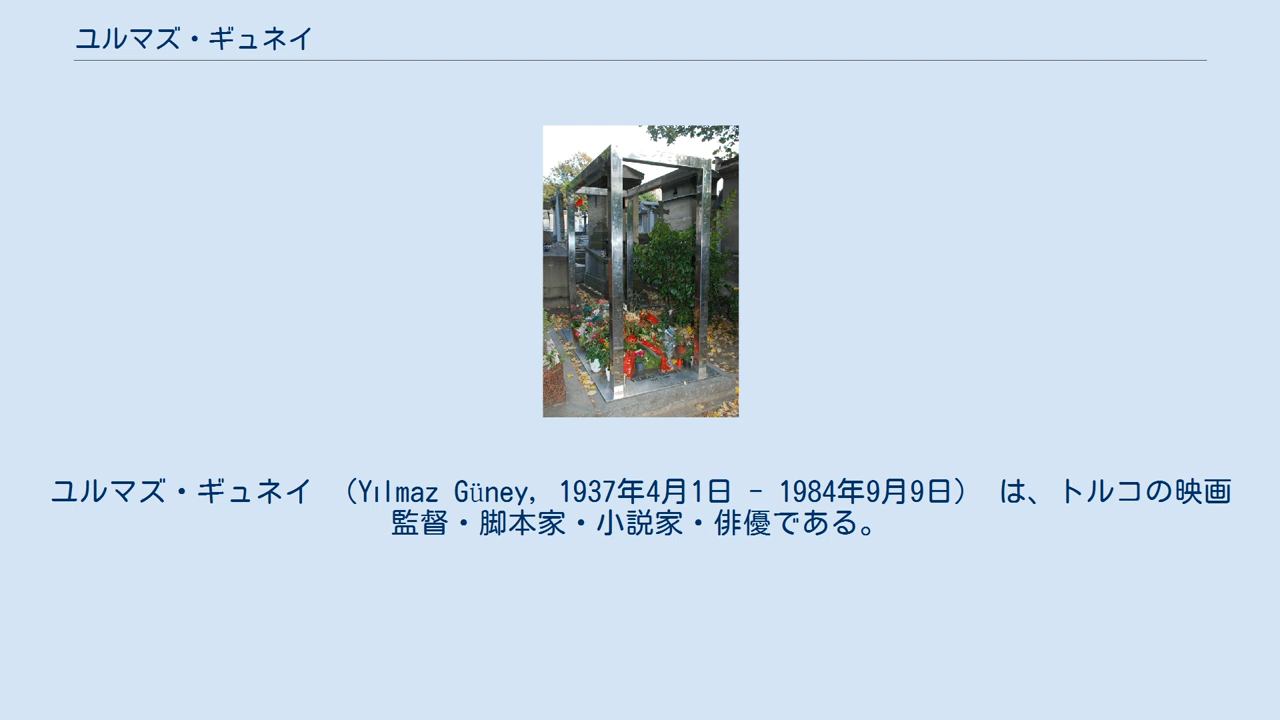 ユルマズ・ギュネイ
ユルマズ・ギュネイ （Yılmaz Güney, 1937年4月1日 - 1984年9月9日） は、トルコの映画
監督・脚本家・小説家・俳優である。